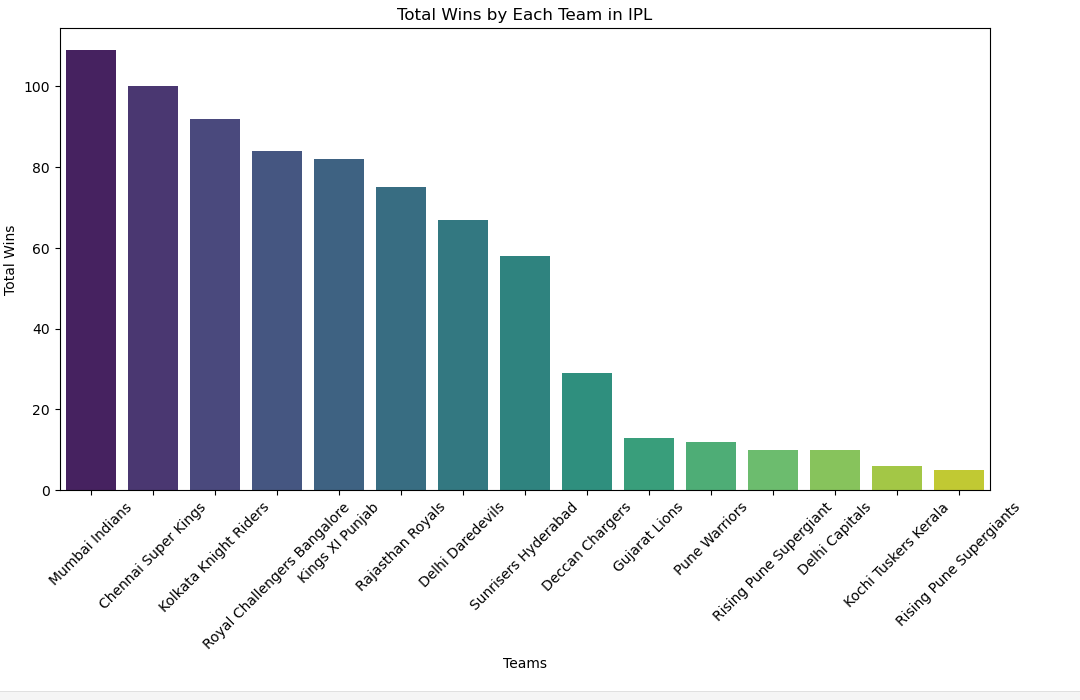 Total Wins by Each Team in IPL
Total Wins
100
80
60
40
20
0
Mumbai Indians
Chennai Super Kings
Kolkata Knight Riders
Royal Challengers Bangalore
Kings XI Punjab
Rajasthan Royals
Delhi Daredevils
Sunrisers Hyderabad
Deccan Chargers
Gujarat Lions
Pune Warriors
Rising Pune Supergiant
Delhi Capitals
Kochi Tuskers Kerala
Rising Pune Supergiants
Teams